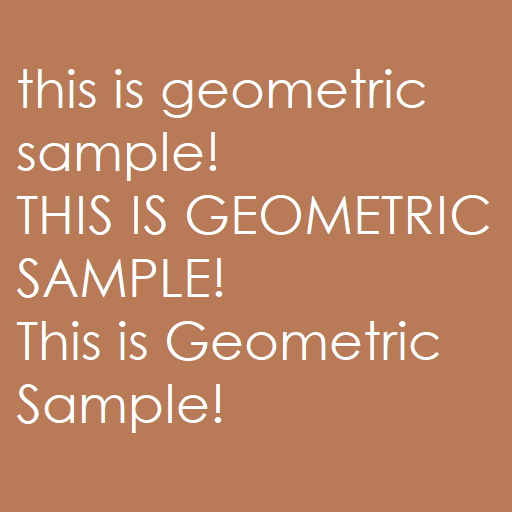 this is geometric
sample!
THIS IS GEOMETRIC
SAMPLE!
This is Geometric
Sample!